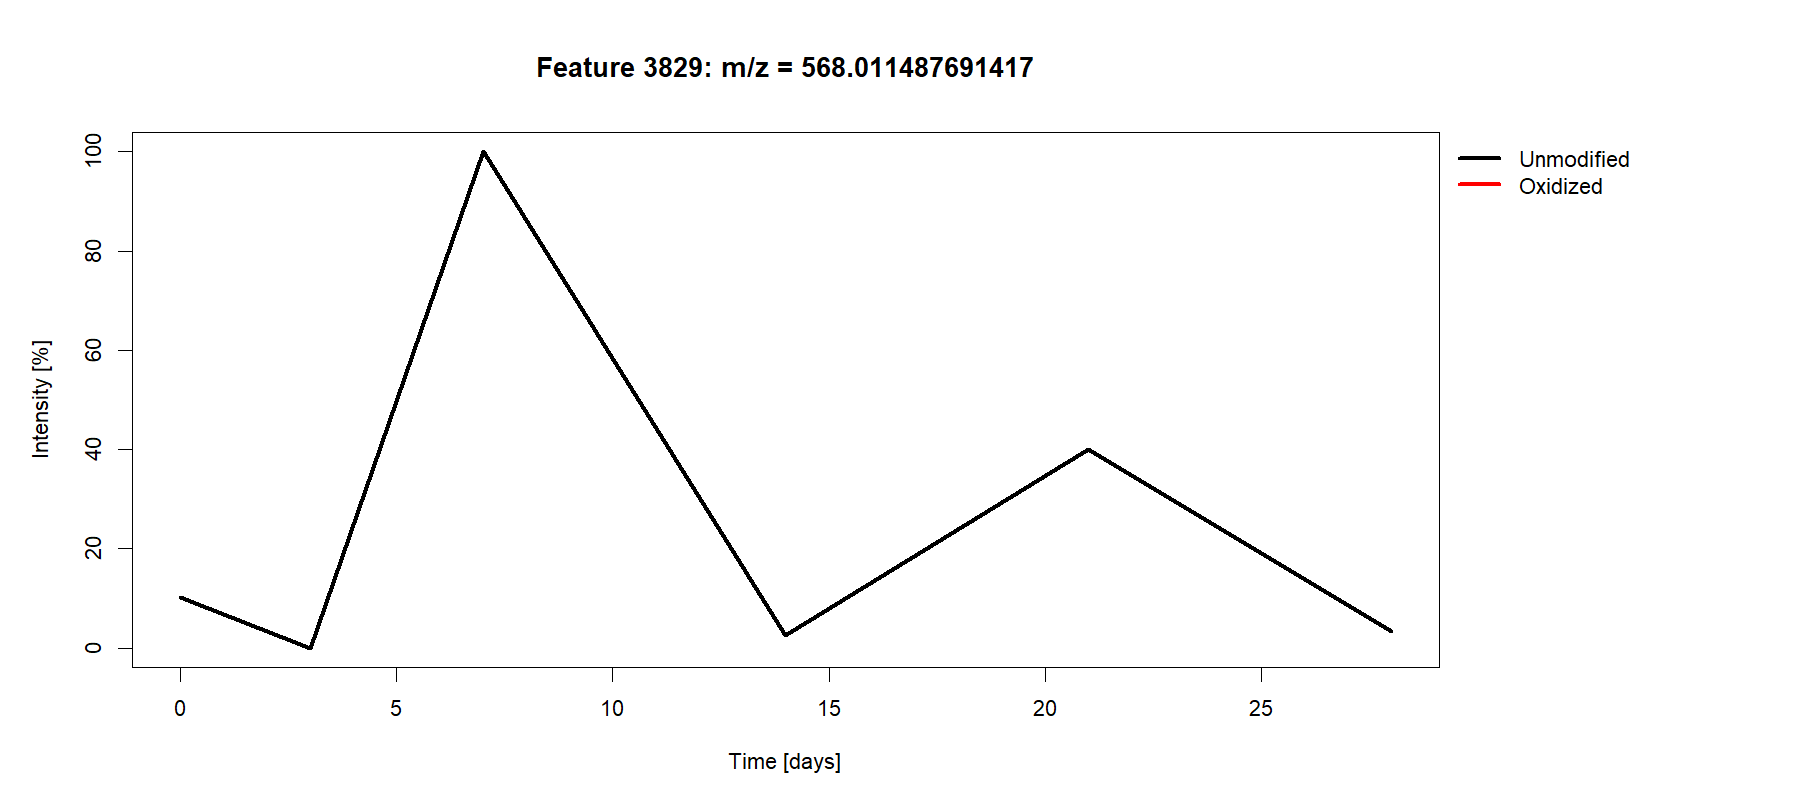 Feature 3829: m/z = 568.011487691417
100
80
60
40
20
0
Intensity [%]
0 5 10 15 20 25
Time [days]
Unmodified
Oxidized